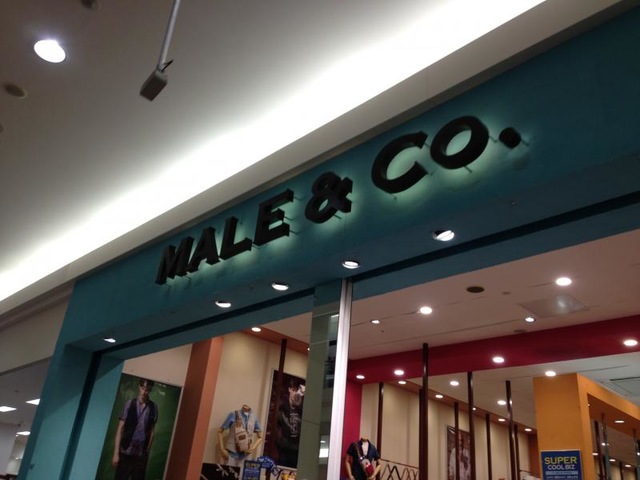 MALE & CO.
SUPER
COOL BIZ